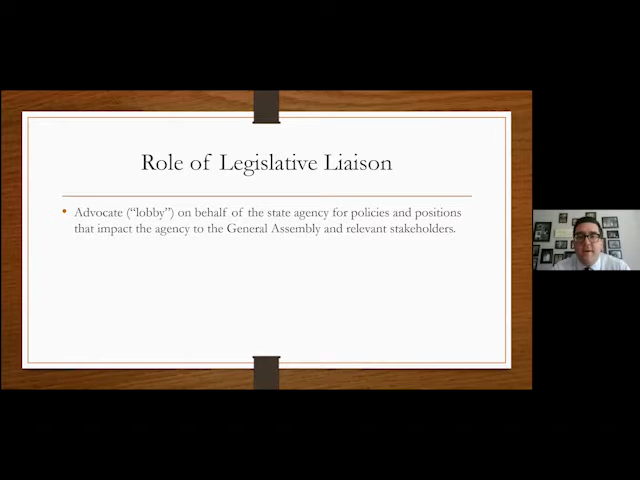 Role of Legislative Liaison
• Advocate (“lobby”) on behalf of the state agency for policies and positions
that impact the agency to the General Assembly and relevant stakeholders.